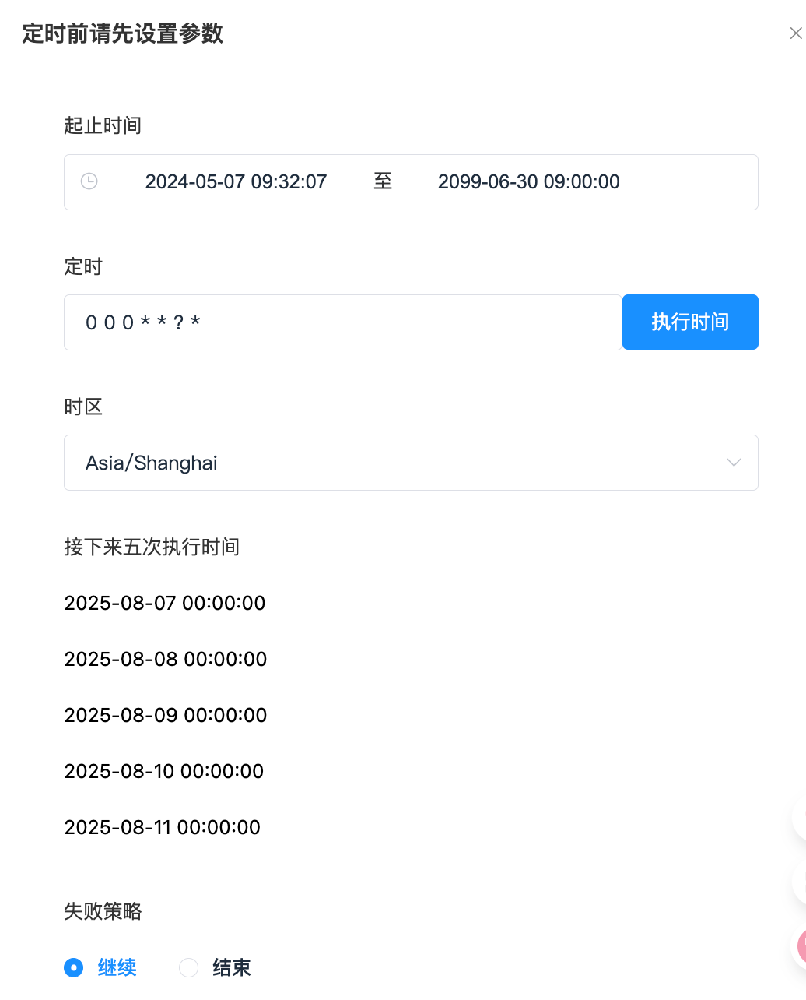 定时前请先设置参数
起止时间
2024-05-07 09:32:07 至 2099-06-30 09:00:00
定时
0 0 0 * * ? * 执行时间
时区
Asia/Shanghai
接下来五次执行时间
2025-08-07 00:00:00
2025-08-08 00:00:00
2025-08-09 00:00:00
2025-08-10 00:00:00
2025-08-11 00:00:00
失败策略
继续 结束